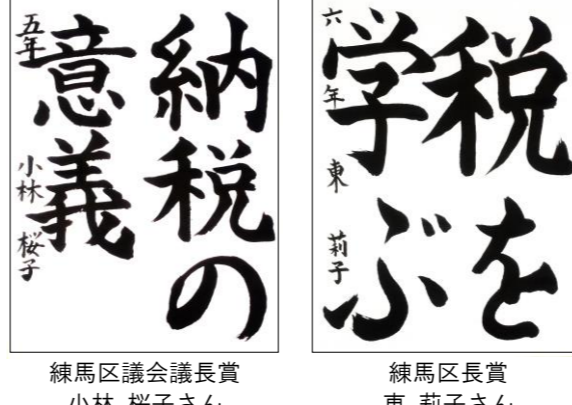 納税の
意義
五年
小林 桜子
練馬区議会議長賞
小林 桜子さん
税を
学ぶ
六年
東 莉子
練馬区長賞
東 莉子さん